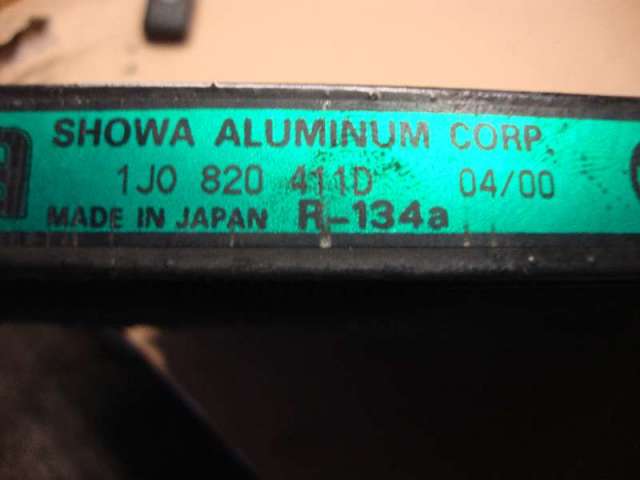 SHOWA ALUMINUM CORP
1J0 820 411D 04/00
MADE IN JAPAN R-134a